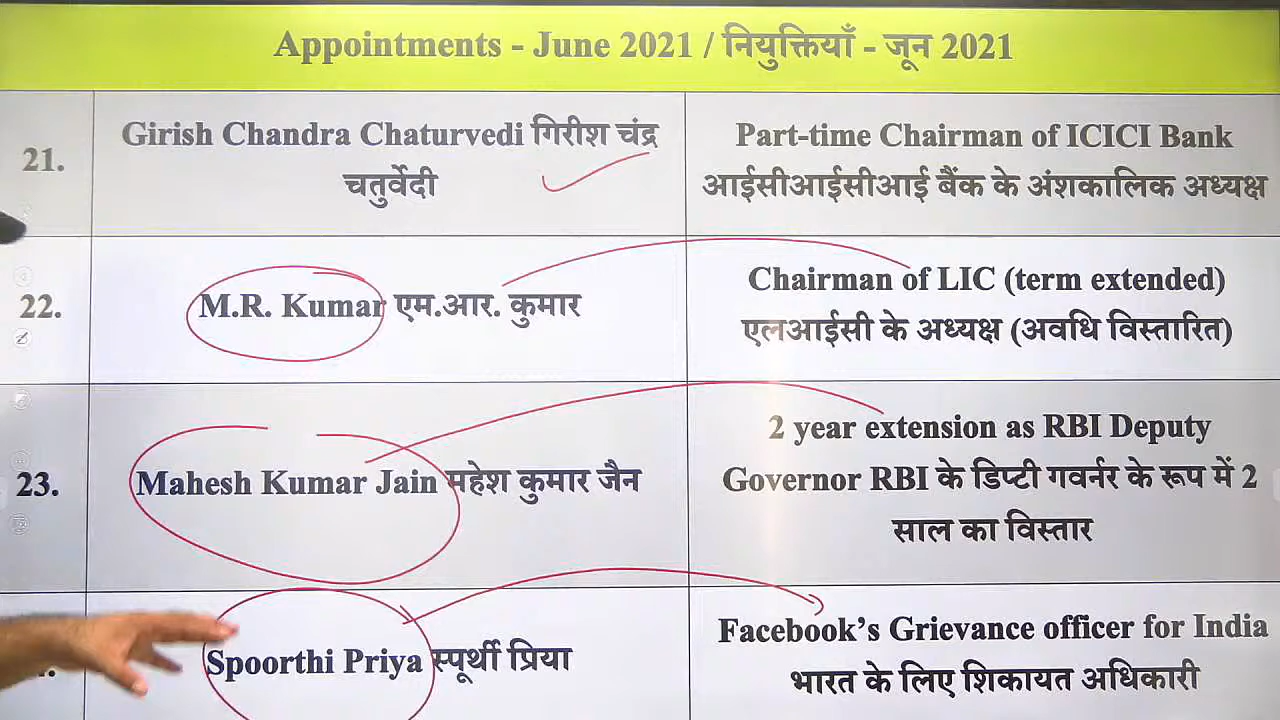 Appointments - June 2021 / नियुक्तियाँ - जून 2021
21.
Girish Chandra Chaturvedi गिरीश चंद्र
चतुर्वेदी
Part-time Chairman of ICICI Bank
आईसीआईसीआई बैंक के अंशकालिक अध्यक्ष
22.
M.R. Kumar एम.आर. कुमार
Chairman of LIC (term extended)
एलआईसी के अध्यक्ष (अवधि विस्तारित)
23.
Mahesh Kumar Jain महेश कुमार जैन
2 year extension as RBI Deputy
Governor RBI के डिप्टी गवर्नर के रूप में 2
साल का विस्तार
Spoorthi Priya स्पूर्थी प्रिया
Facebook's Grievance officer for India
भारत के लिए शिकायत अधिकारी